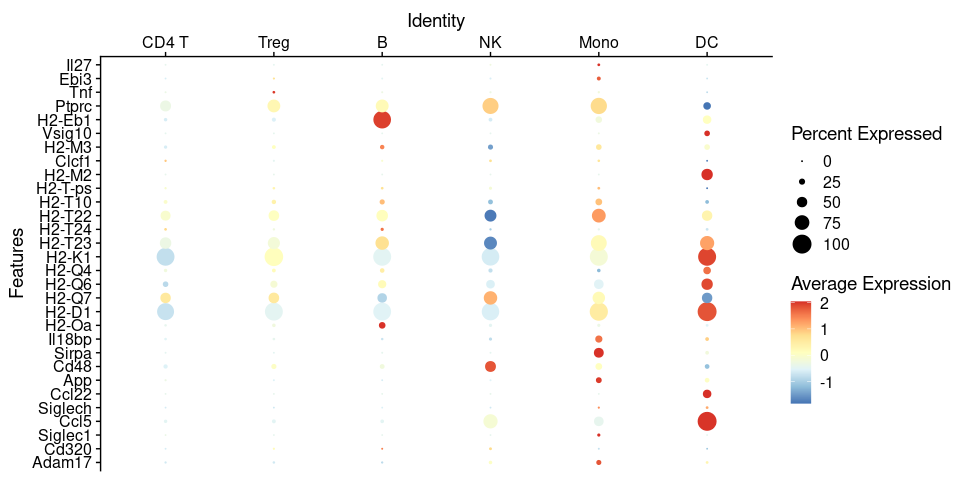 Identity
CD4 T Treg B NK Mono DC
Features
Il27
Ebi3
Tnf
Ptprc
H2-Eb1
Vsig10
H2-M3
Clcf1
H2-M2
H2-T-ps
H2-T10
H2-T22
H2-T24
H2-T23
H2-K1
H2-Q4
H2-Q6
H2-Q7
H2-D1
H2-Oa
Il18bp
Sirpa
Cd48
App
Ccl22
Siglech
Ccl5
Siglec1
Cd320
Adam17
Percent Expressed
0
25
50
75
100
Average Expression
2
1
0
-1